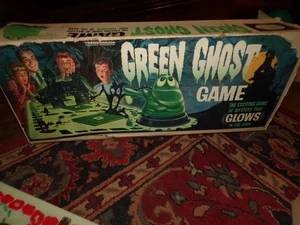 GREEN GHOST
GAME
THE EXCITING GAME
OF MYSTERY THAT
GLOWS
IN THE DARK